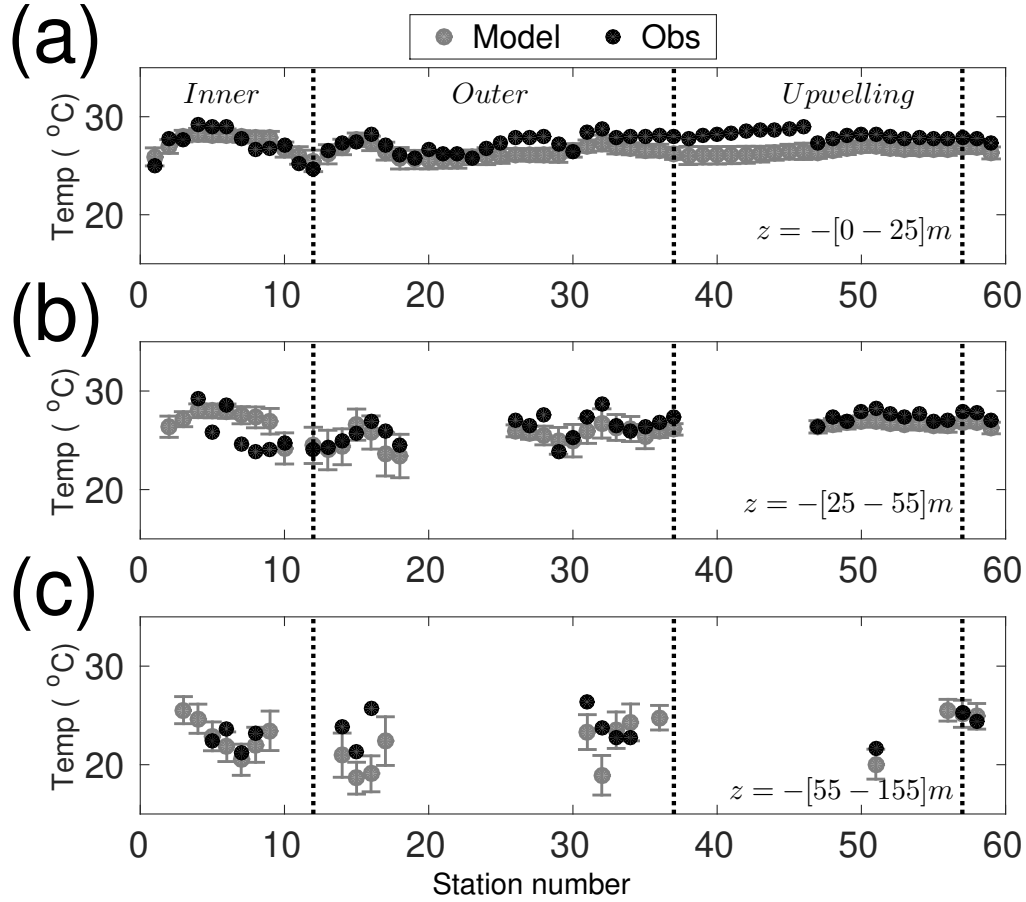 (a)
Model Obs
Inner Outer Upwelling
Temp ( °C)
30
20
z = −[0 − 25]m
0 10 20 30 40 50 60
(b)
Temp ( °C)
30
20
z = −[25 − 55]m
0 10 20 30 40 50 60
(c)
Temp ( °C)
30
20
z = −[55 − 155]m
0 10 20 30 40 50 60
Station number